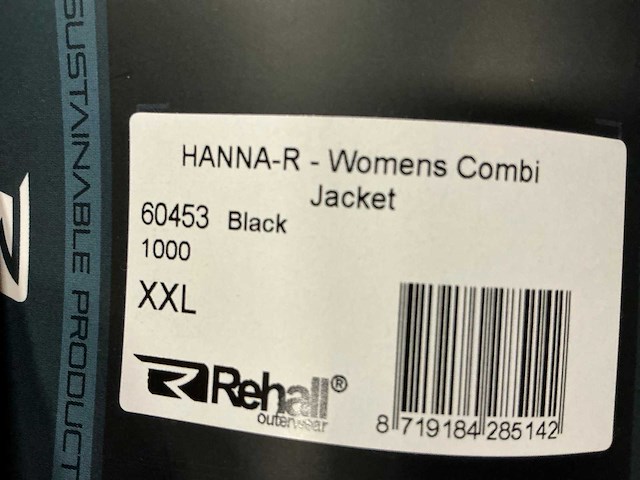 SUSTAINABLE PRODUCT
HANNA-R - Womens Combi
Jacket
60453 Black
1000
XXL
Rehall®
outerwear
8 719184 285142